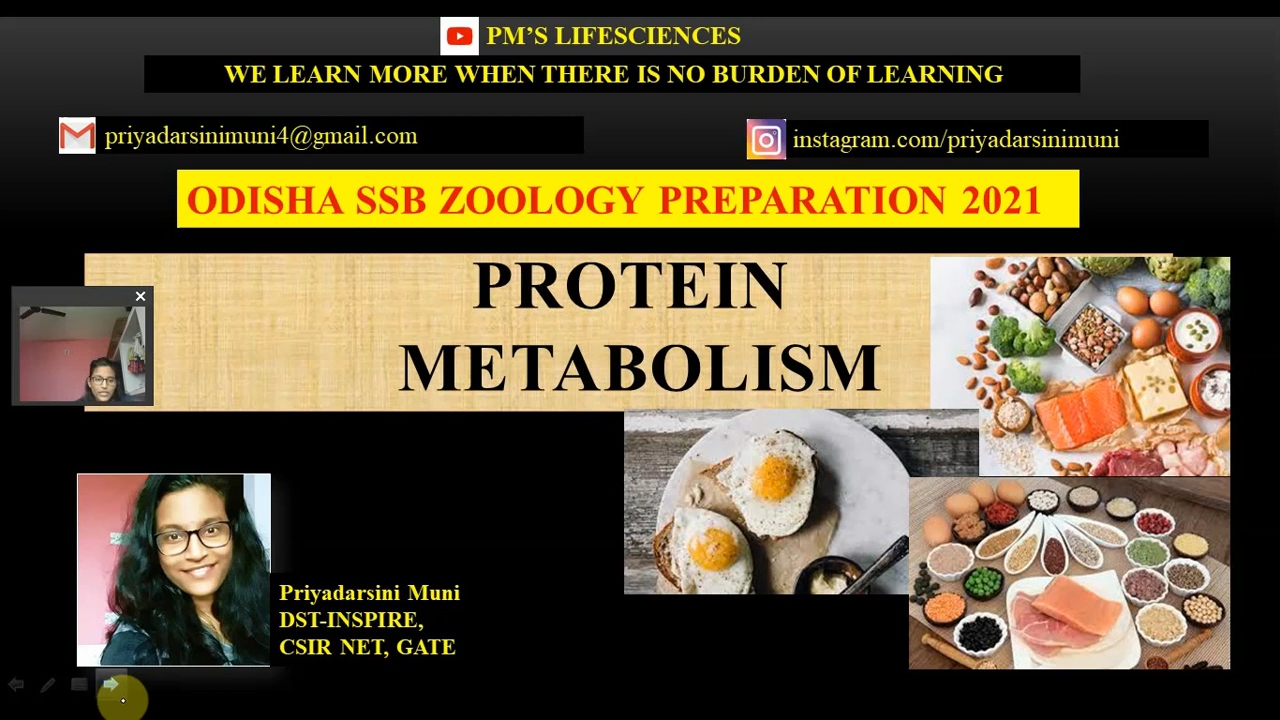 PM'S LIFESCIENCES
WE LEARN MORE WHEN THERE IS NO BURDEN OF LEARNING
priyadarsinimuni4@gmail.com
instagram.com/priyadarsinimuni
ODISHA SSB ZOOLOGY PREPARATION 2021
PROTEIN
METABOLISM
Priyadarsini Muni
DST-INSPIRE,
CSIR NET, GATE